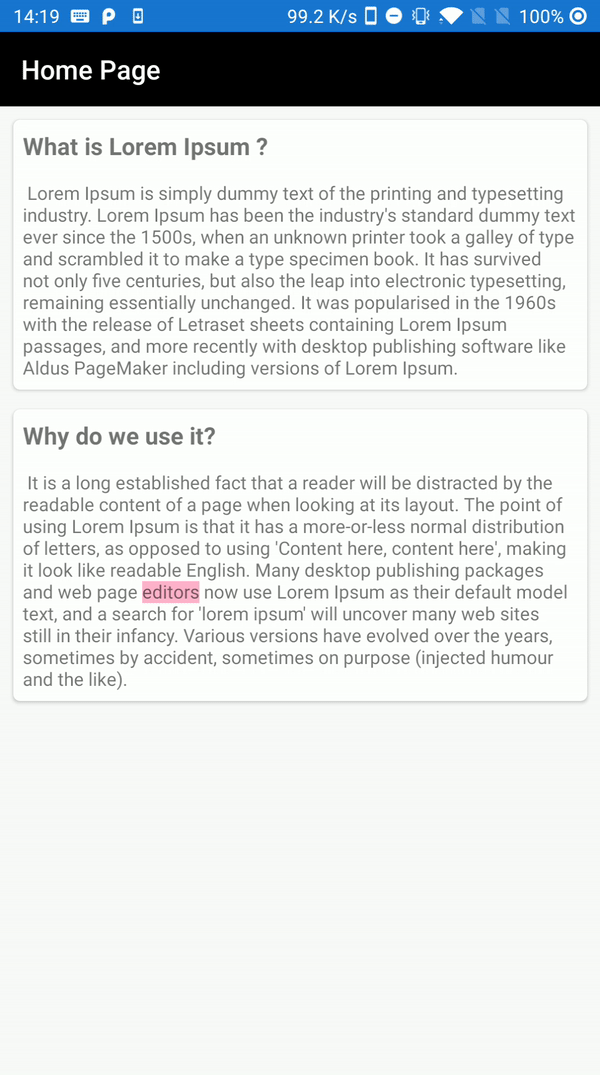 14:19 99.2 K/s 100%
Home Page
What is Lorem Ipsum ?
Lorem Ipsum is simply dummy text of the printing and typesetting
industry. Lorem Ipsum has been the industry's standard dummy text
ever since the 1500s, when an unknown printer took a galley of type
and scrambled it to make a type specimen book. It has survived
not only five centuries, but also the leap into electronic typesetting,
remaining essentially unchanged. It was popularised in the 1960s
with the release of Letraset sheets containing Lorem Ipsum
passages, and more recently with desktop publishing software like
Aldus PageMaker including versions of Lorem Ipsum.
Why do we use it?
It is a long established fact that a reader will be distracted by the
readable content of a page when looking at its layout. The point of
using Lorem Ipsum is that it has a more-or-less normal distribution
of letters, as opposed to using 'Content here, content here', making
it look like readable English. Many desktop publishing packages
and web page editors now use Lorem Ipsum as their default model
text, and a search for 'lorem ipsum' will uncover many web sites
still in their infancy. Various versions have evolved over the years,
sometimes by accident, sometimes on purpose (injected humour
and the like).